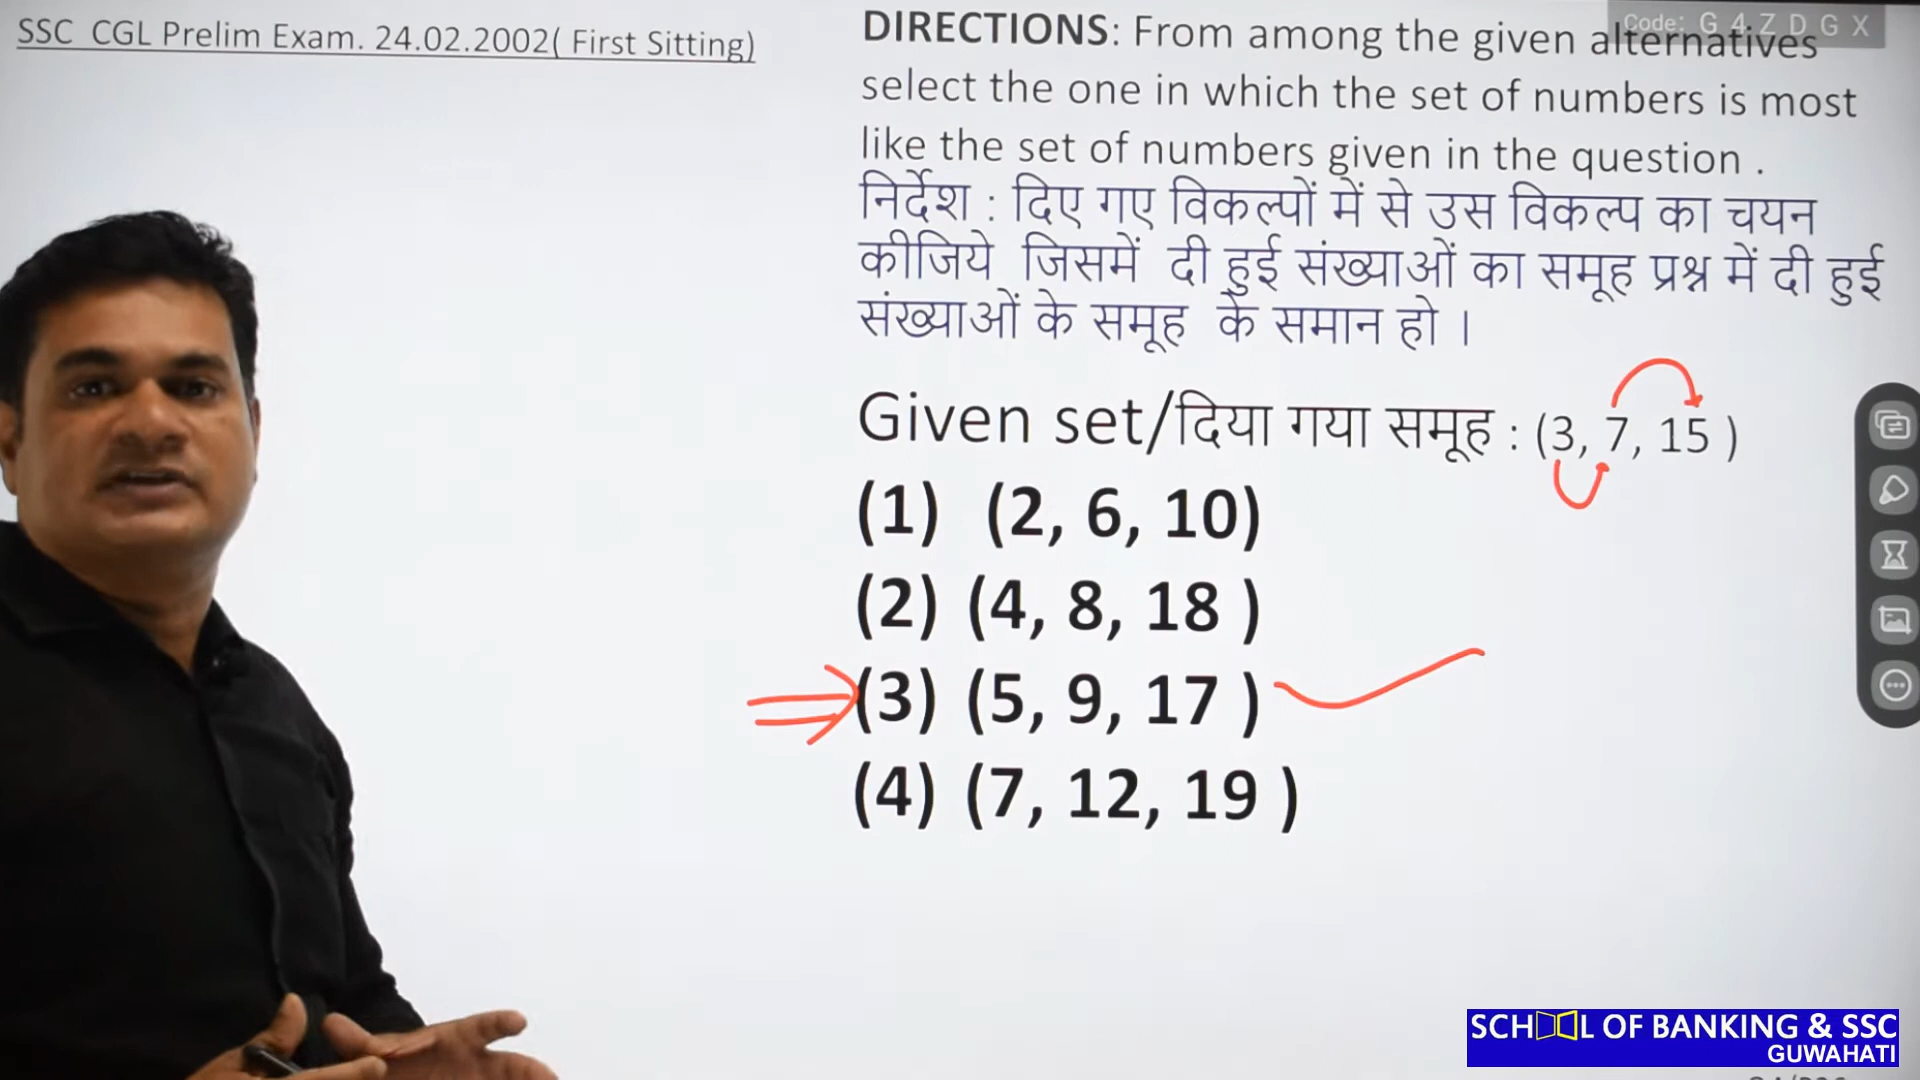 SSC CGL Prelim Exam. 24.02.2002( First Sitting)
Code: G 4 Z D G X
DIRECTIONS: From among the given alternatives
select the one in which the set of numbers is most
like the set of numbers given in the question .
निर्देश : दिए गए विकल्पों में से उस विकल्प का चयन
कीजिये जिसमें दी हुई संख्याओं का समूह प्रश्न में दी हुई
संख्याओं के समूह के समान हो ।
Given set/दिया गया समूह : (3, 7, 15 )
(1) (2, 6, 10)
(2) (4, 8, 18 )
(3) (5, 9, 17 )
(4) (7, 12, 19 )
SCHOOL OF BANKING & SSC
GUWAHATI